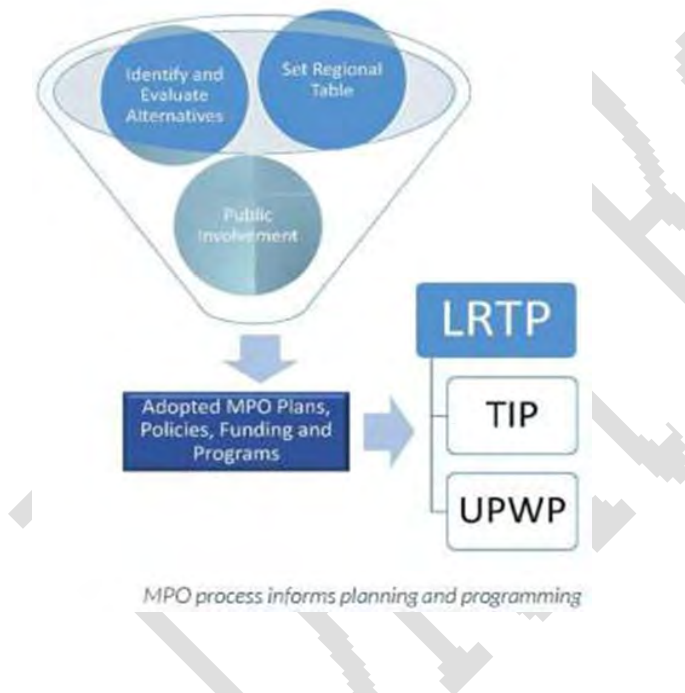 Identify and
Evaluate
Alternatives
Set Regional
Table
Public
Involvement
LRTP
Adopted MPO Plans,
Policies, Funding and
Programs
TIP
UPWP
MPO process informs planning and programming